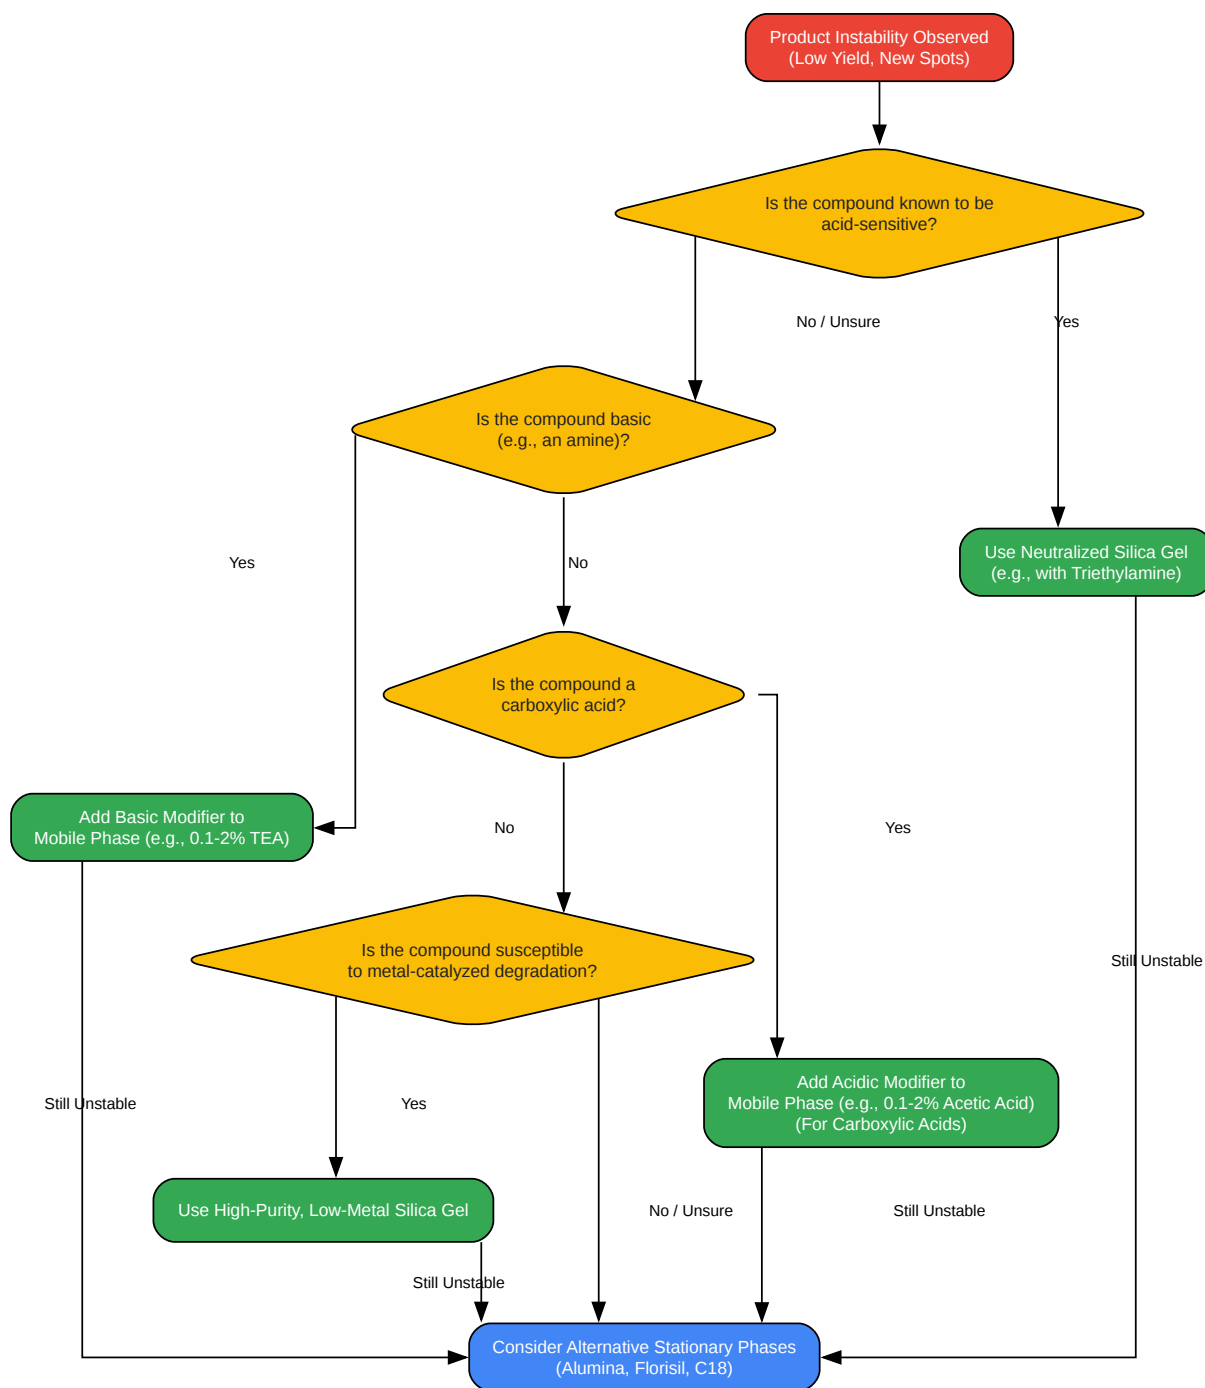 Product Instability Observed
(Low Yield, New Spots)
Is the compound known to be
acid-sensitive?
No / Unsure
Yes
Is the compound basic
(e.g., an amine)?
Use Neutralized Silica Gel
(e.g., with Triethylamine)
Yes
No
Is the compound a
carboxylic acid?
Add Basic Modifier to
Mobile Phase (e.g., 0.1-2% TEA)
No
Yes
Is the compound susceptible
to metal-catalyzed degradation?
Still Unstable
Still Unstable
Yes
Add Acidic Modifier to
Mobile Phase (e.g., 0.1-2% Acetic Acid)
(For Carboxylic Acids)
Use High-Purity, Low-Metal Silica Gel
No / Unsure
Still Unstable
Still Unstable
Consider Alternative Stationary Phases
(Alumina, Florisil, C18)